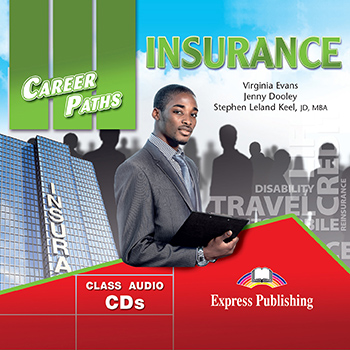 INSURANCE
CAREER
PATHS
Virginia Evans
Jenny Dooley
Stephen Leland Keel, JD, MBA
INSURA
DISABILITY
TRAVEL
CRED
REINSURANCE
CLASS AUDIO
CDs
Express Publishing